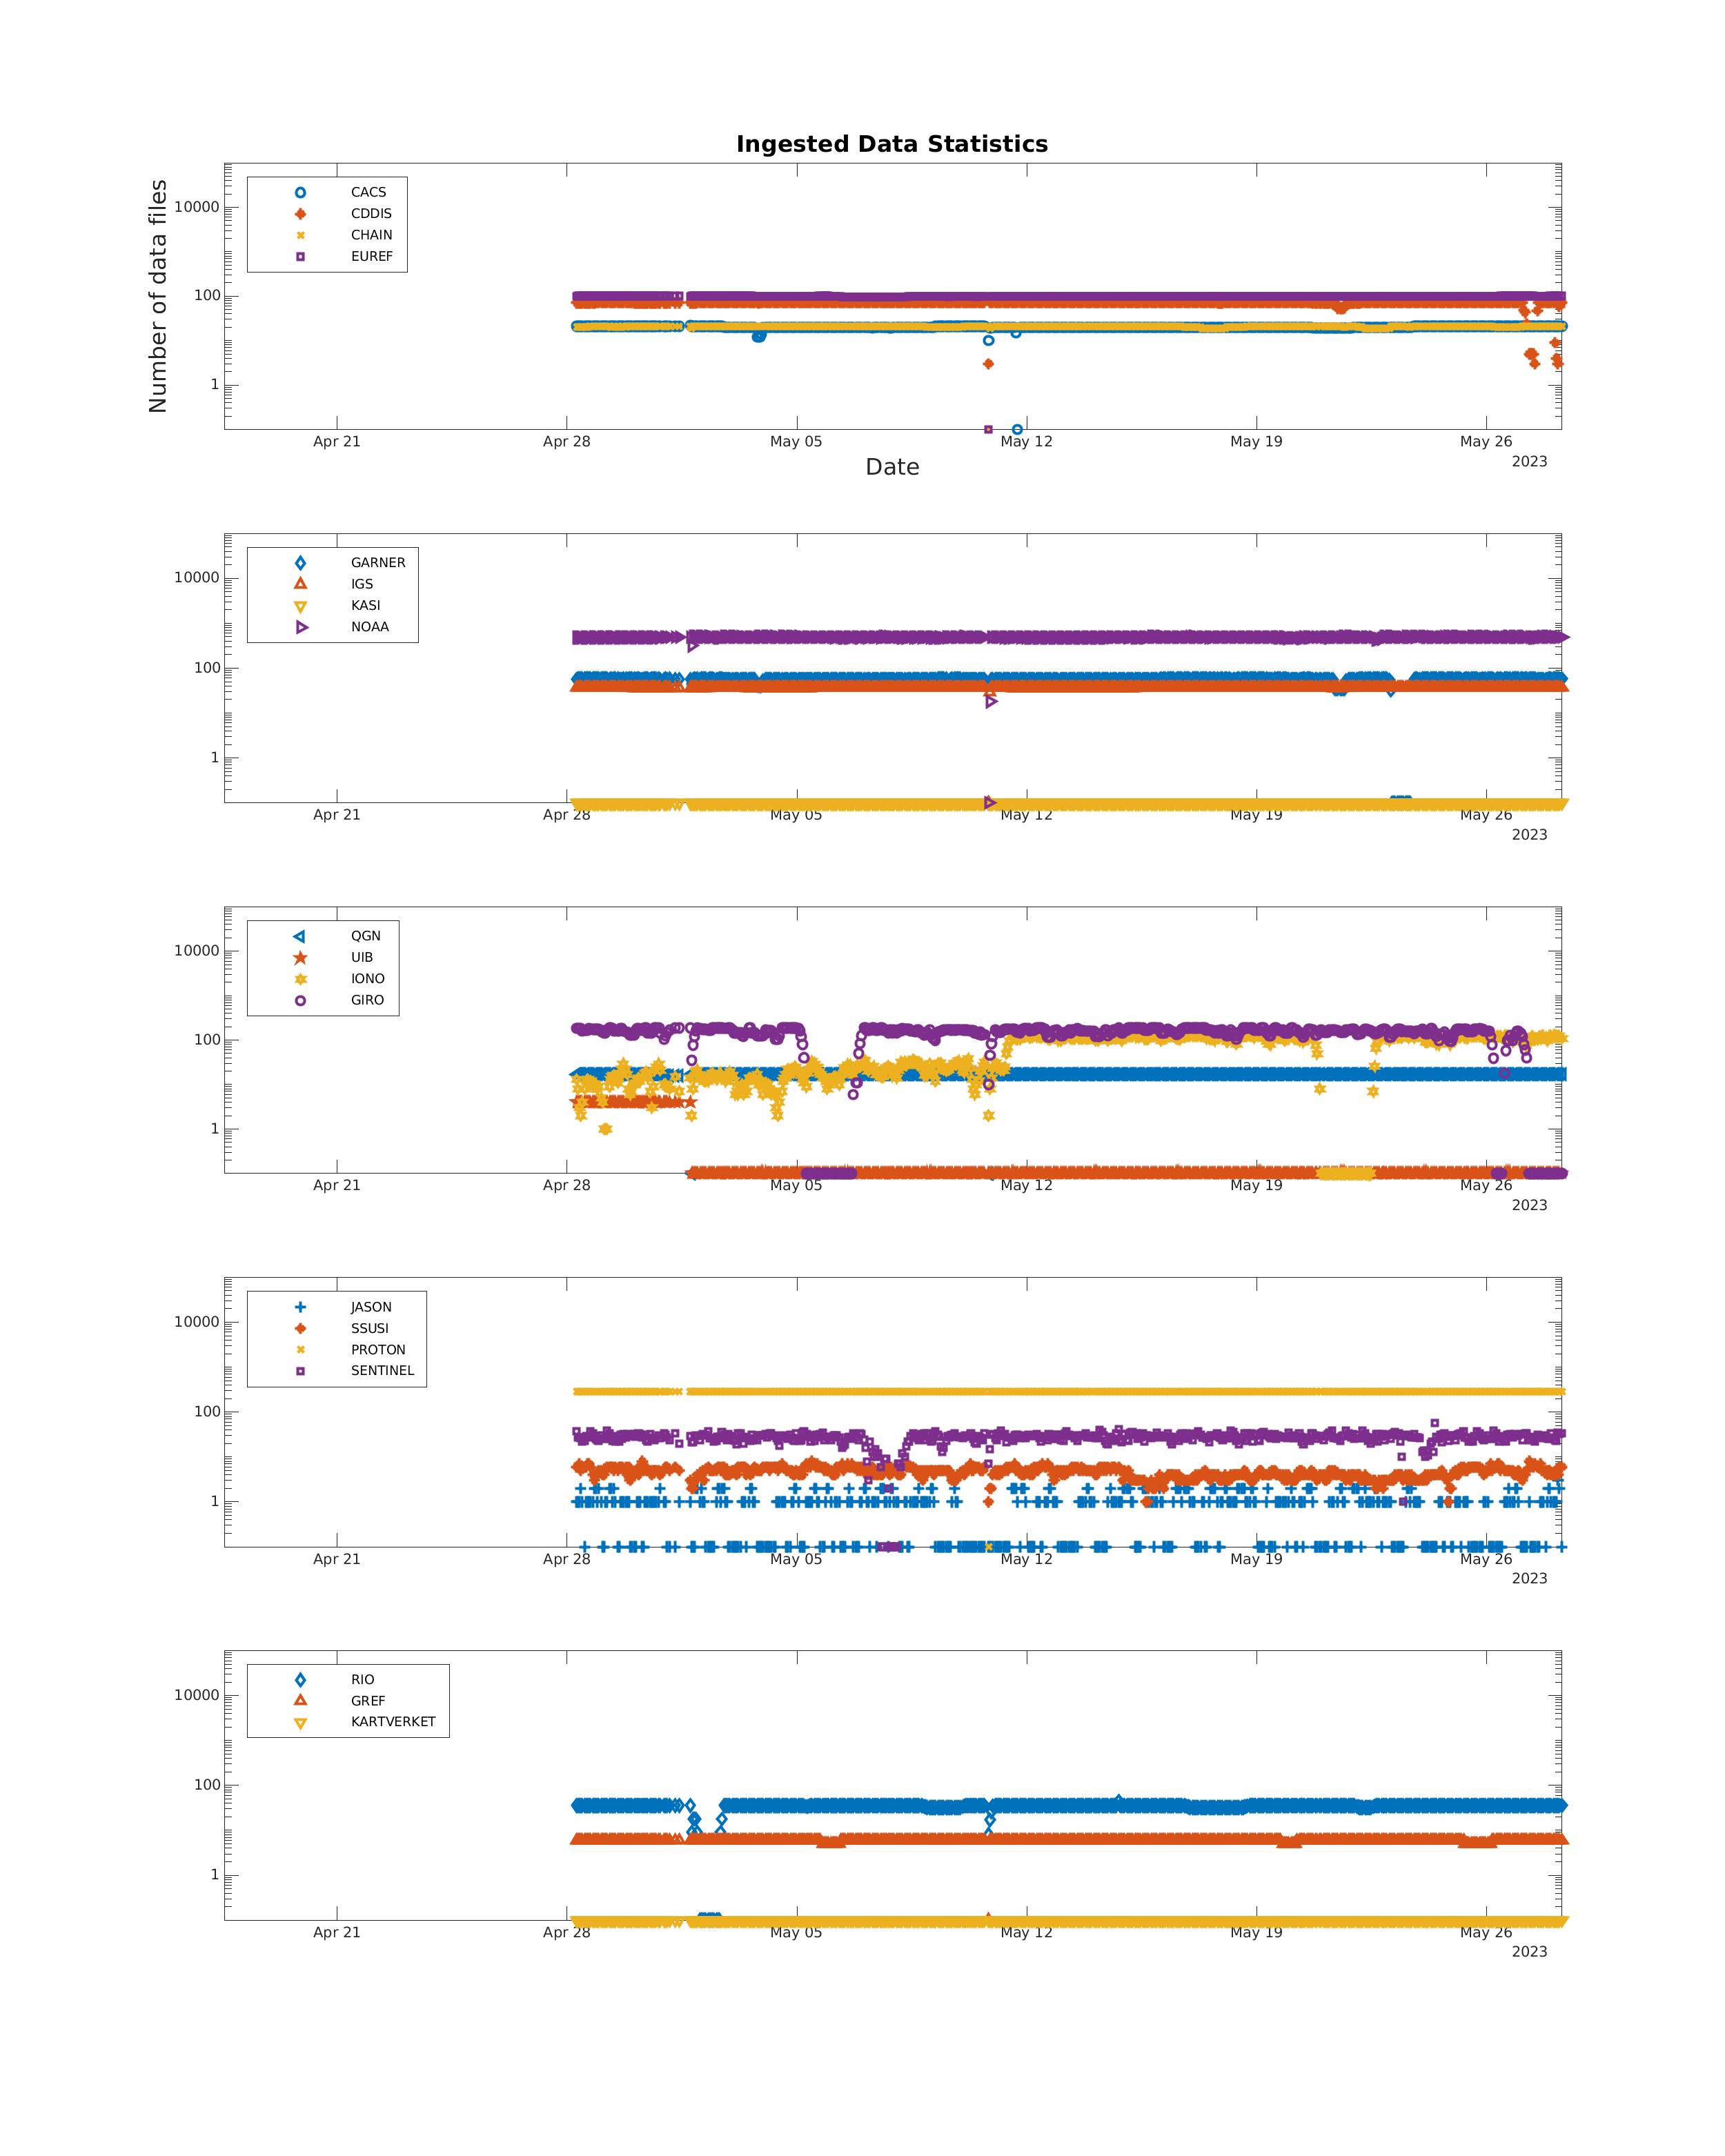 Ingested Data Statistics
Number of data files
CACS
CDDIS
CHAIN
EUREF
10000
100
1
Apr 21 Apr 28 May 05 May 12 May 19 May 26
2023
Date
GARNER
IGS
KASI
NOAA
10000
100
1
Apr 21 Apr 28 May 05 May 12 May 19 May 26
2023
QGN
UIB
IONO
GIRO
10000
100
1
Apr 21 Apr 28 May 05 May 12 May 19 May 26
2023
JASON
SSUSI
PROTON
SENTINEL
10000
100
1
Apr 21 Apr 28 May 05 May 12 May 19 May 26
2023
RIO
GREF
KARTVERKET
10000
100
1
Apr 21 Apr 28 May 05 May 12 May 19 May 26
2023